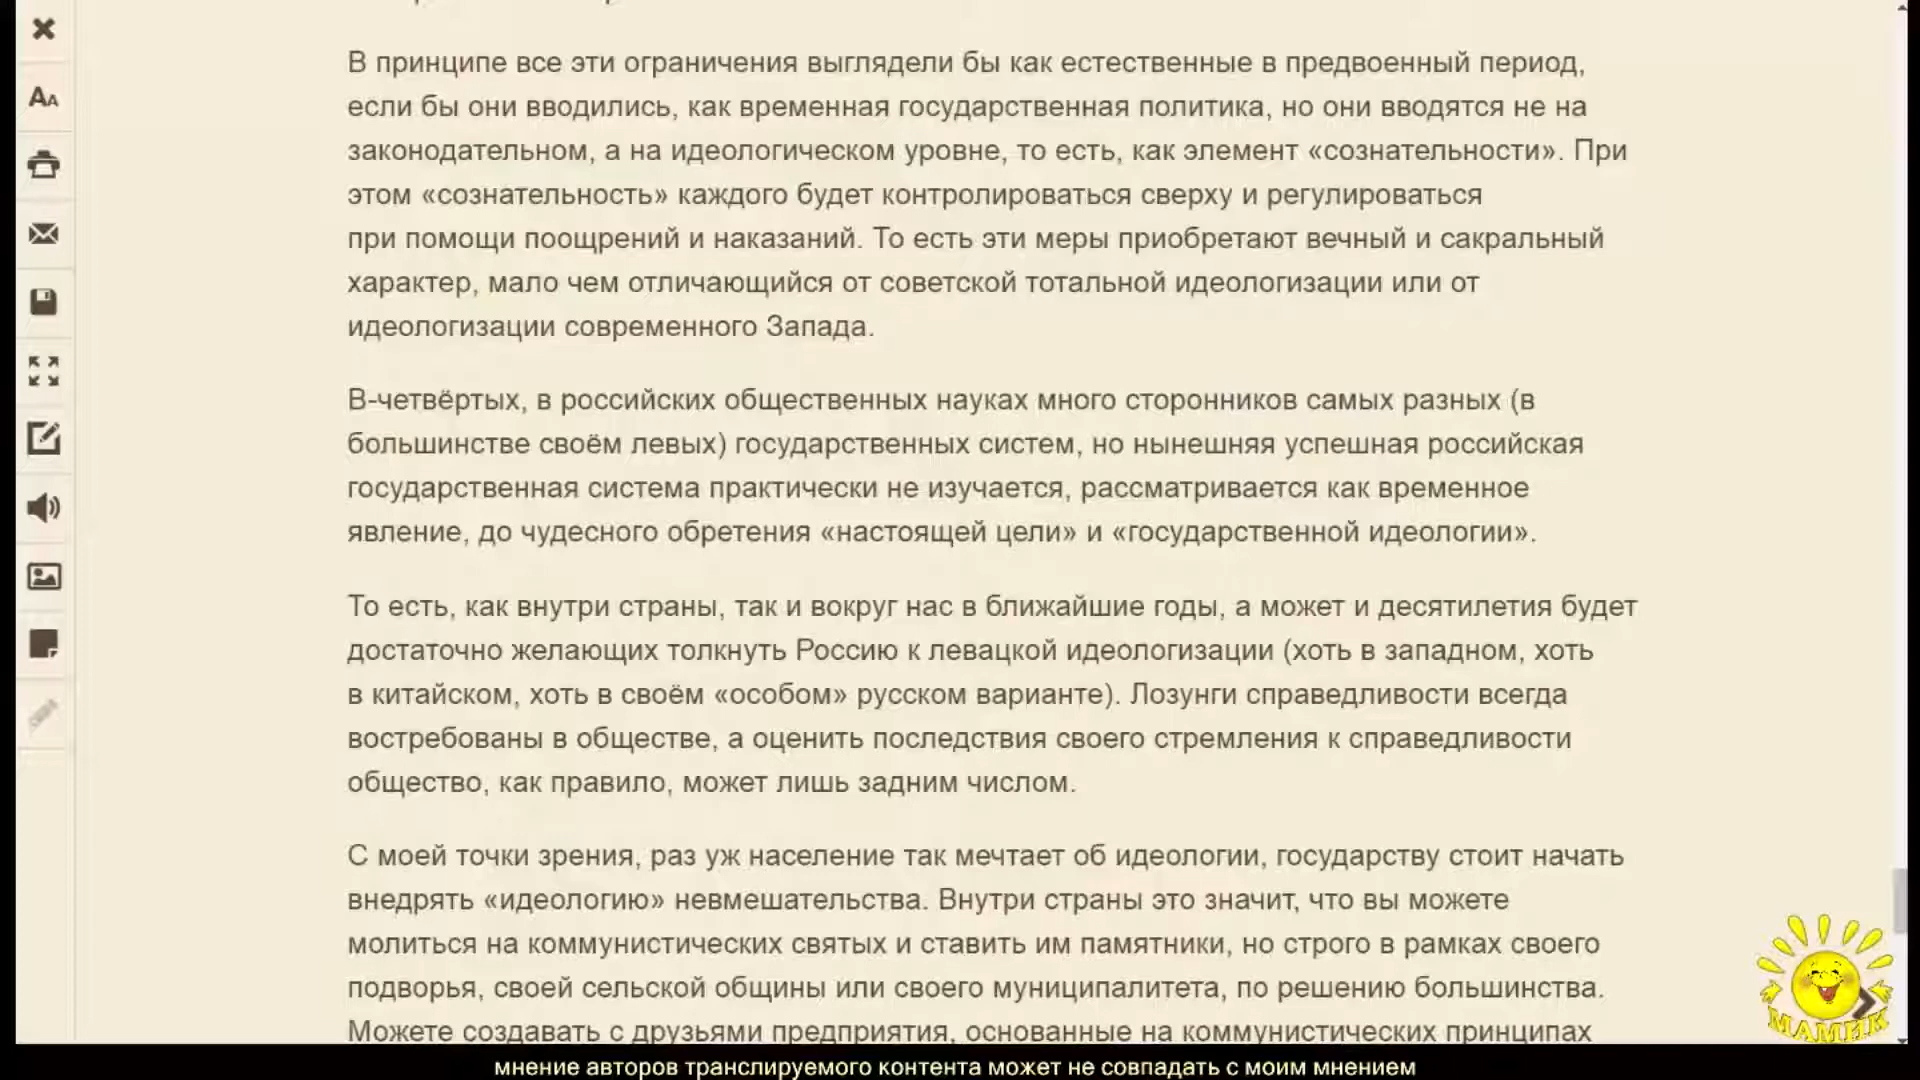 В принципе все эти ограничения выглядели бы как естественные в предвоенный период,
если бы они вводились, как временная государственная политика, но они вводятся не на
законодательном, а на идеологическом уровне, то есть, как элемент «сознательности». При
этом «сознательность» каждого будет контролироваться сверху и регулироваться
при помощи поощрений и наказаний. То есть эти меры приобретают вечный и сакральный
характер, мало чем отличающийся от советской тотальной идеологизации или от
идеологизации современного Запада.
В-четвёртых, в российских общественных науках много сторонников самых разных (в
большинстве своём левых) государственных систем, но нынешняя успешная российская
государственная система практически не изучается, рассматривается как временное
явление, до чудесного обретения «настоящей цели» и «государственной идеологии».
То есть, как внутри страны, так и вокруг нас в ближайшие годы, а может и десятилетия будет
достаточно желающих толкнуть Россию к левацкой идеологизации (хоть в западном, хоть
в китайском, хоть в своём «особом» русском варианте). Лозунги справедливости всегда
востребованы в обществе, а оценить последствия своего стремления к справедливости
общество, как правило, может лишь задним числом.
С моей точки зрения, раз уж население так мечтает об идеологии, государству стоит начать
внедрять «идеологию» невмешательства. Внутри страны это значит, что вы можете
молиться на коммунистических святых и ставить им памятники, но строго в рамках своего
подворья, своей сельской общины или своего муниципалитета, по решению большинства.
Можете создавать с друзьями предприятия, основанные на коммунистических принципах
МАМИК
мнение авторов транслируемого контента может не совпадать с моим мнением